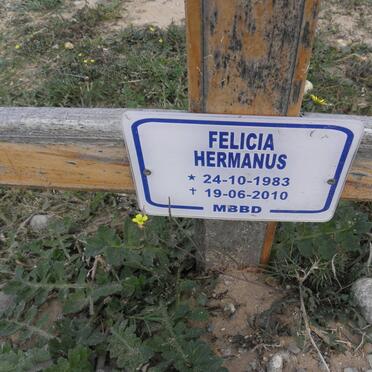 FELICIA
HERMANUS
★ 24-10-1983
✝ 19-06-2010
MBBD